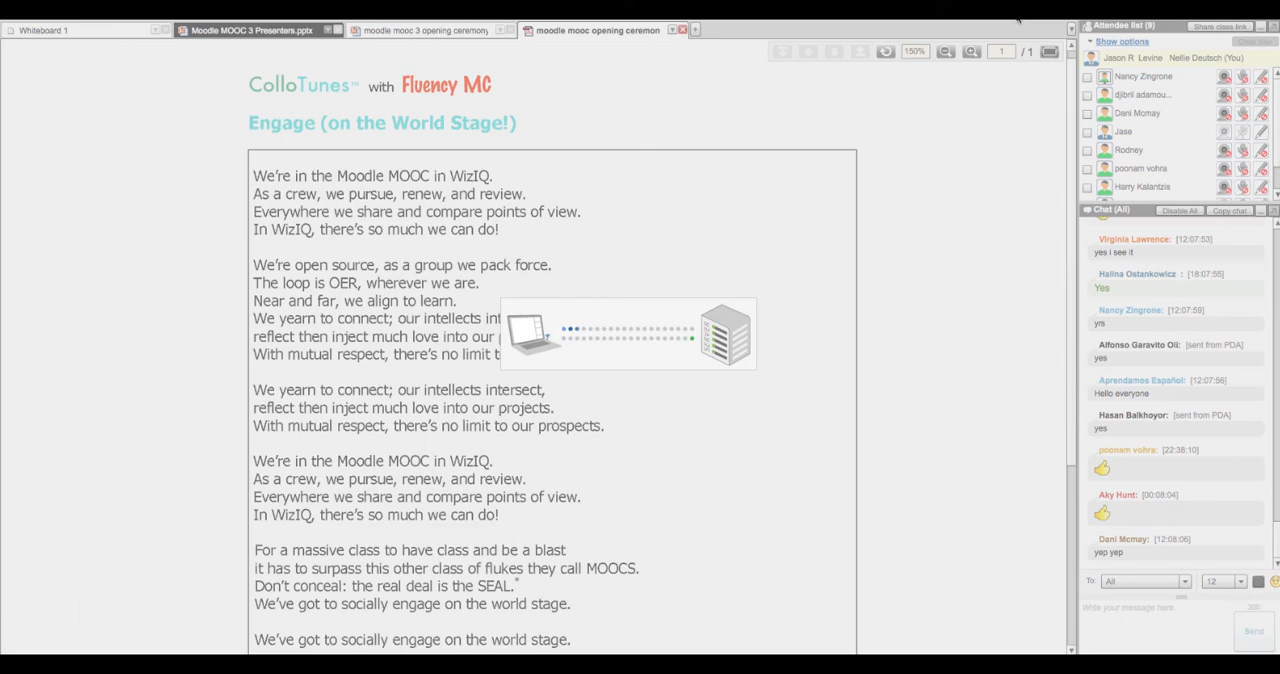 Whiteboard 1
Moodle MOOC 3 Presenters.pptx
moodle mooc 3 opening ceremony
moodle mooc opening ceremon
150%
1 / 1
ColloTunes™ with Fluency MC
Engage (on the World Stage!)
We're in the Moodle MOOC in WizIQ.
As a crew, we pursue, renew, and review.
Everywhere we share and compare points of view.
In WizIQ, there's so much we can do!
We're open source, as a group we pack force.
The loop is OER, wherever we are.
Near and far, we align to learn.
We yearn to connect; our intellects int
reflect then inject much love into our
With mutual respect, there's no limit t
SERVER
We yearn to connect; our intellects intersect,
reflect then inject much love into our projects.
With mutual respect, there's no limit to our prospects.
We're in the Moodle MOOC in WizIQ.
As a crew, we pursue, renew, and review.
Everywhere we share and compare points of view.
In WizIQ, there's so much we can do!
For a massive class to have class and be a blast
it has to surpass this other class of flukes they call MOOCS.
Don't conceal: the real deal is the SEAL.*
We've got to socially engage on the world stage.
We've got to socially engage on the world stage.
Attendee list (9)
Share class link
Show options
Jason R Levine Nellie Deutsch (You)
Nancy Zingrone
djibril adamou...
Dani Mcmay
Jase
Rodney
poonam vohra
Harry Kalantzis
Chat (All)
Disable All
Copy chat
Virginia Lawrence: [12:07:53]
yes i see it
Halina Ostankowicz : [18:07:55]
Yes
Nancy Zingrone: [12:07:59]
yrs
Alfonso Garavito Oli: [sent from PDA]
yes
Aprendamos Español: [12:07:56]
Hello everyone
Hasan Balkhoyor: [sent from PDA]
yes
poonam vohra: [22:38:10]
Aky Hunt: [00:08:04]
Dani Mcmay: [12:08:06]
yep yep
To: All 12
Write your message here.
300
Send